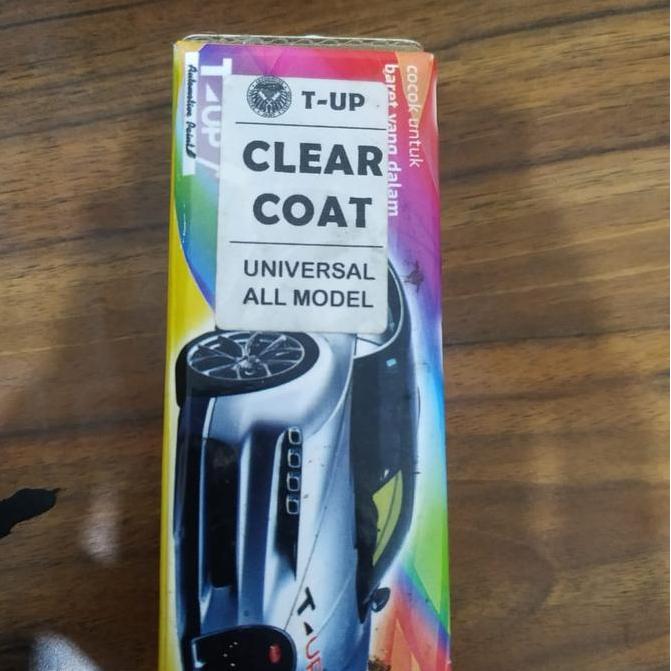 T-UP
CLEAR
COAT
UNIVERSAL
ALL MODEL
cocok untuk
baret yang dalam
T-UP
Automotive Paint
T-UP